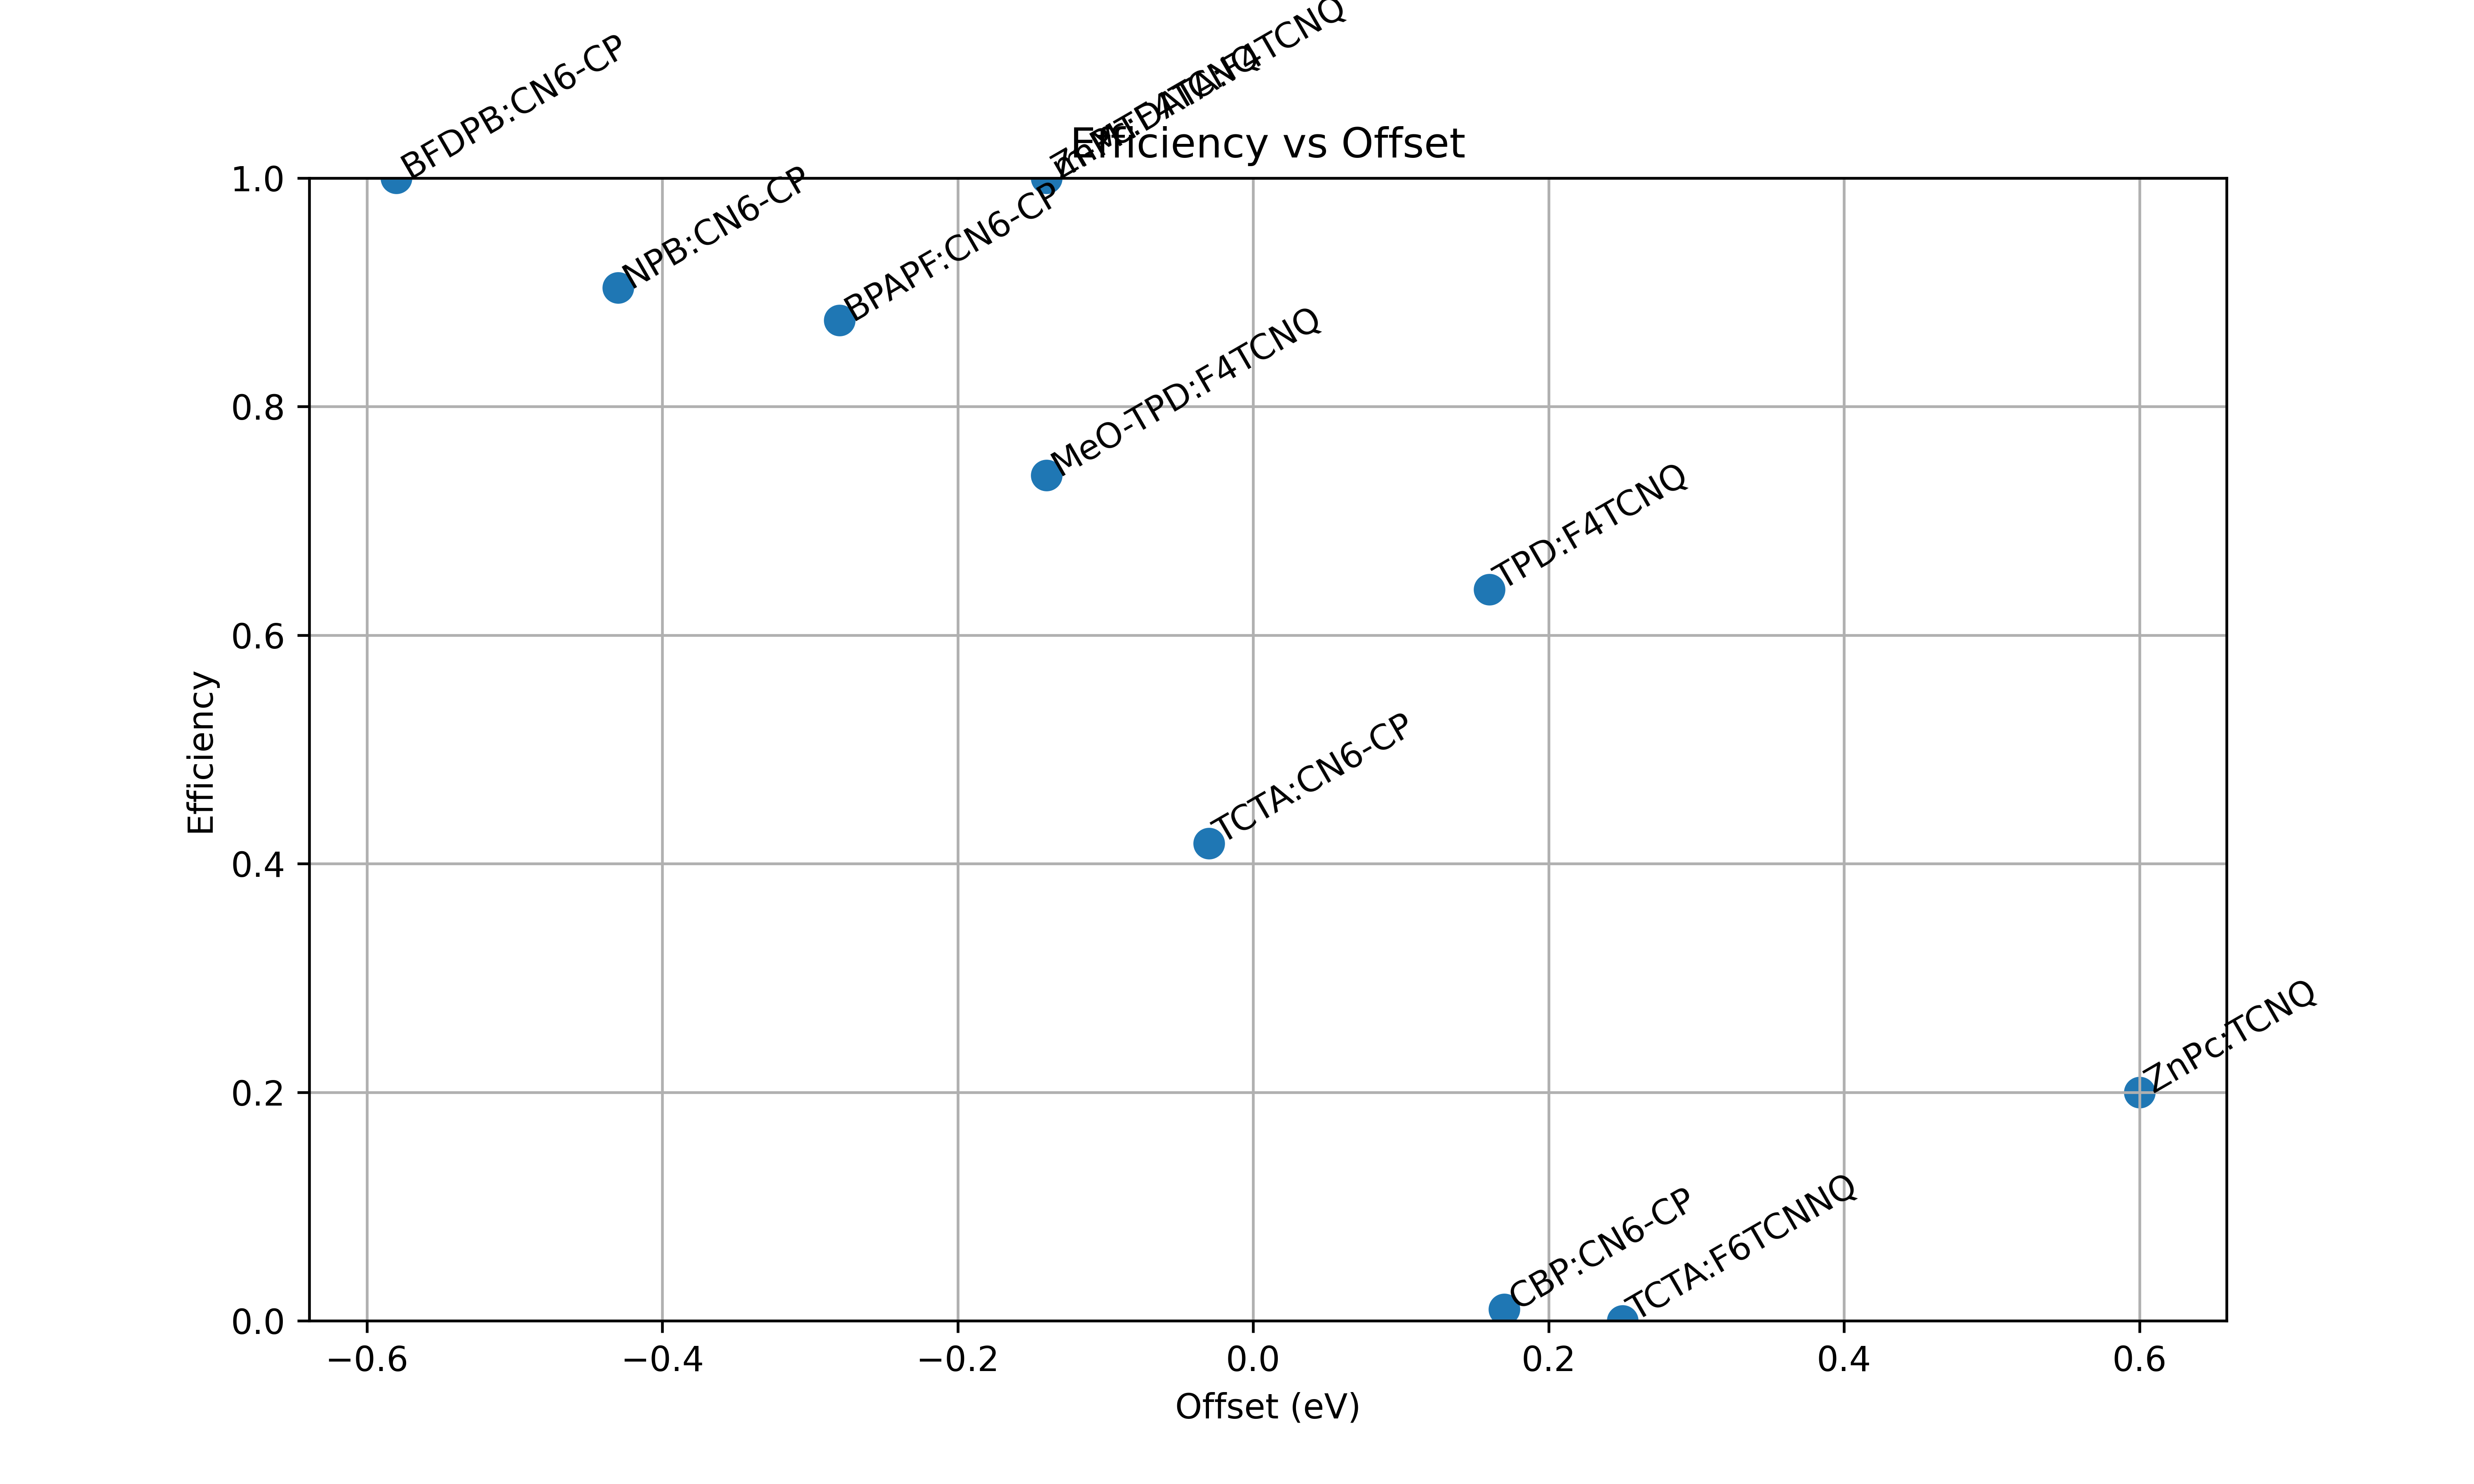 BFDPB:CN6-CP
Efficiency vs Offset
NPB:CN6-CP
BPAPF:CN6-CP
MeO-TPD:F4TCNQ
TPD:F4TCNQ
TCTA:CN6-CP
ZnPc:TCNQ
CBP:CN6-CP
TCTA:F6TCNNQ
1.0
0.8
0.6
0.4
0.2
0.0
Efficiency
−0.6 −0.4 −0.2 0.0 0.2 0.4 0.6
Offset (eV)